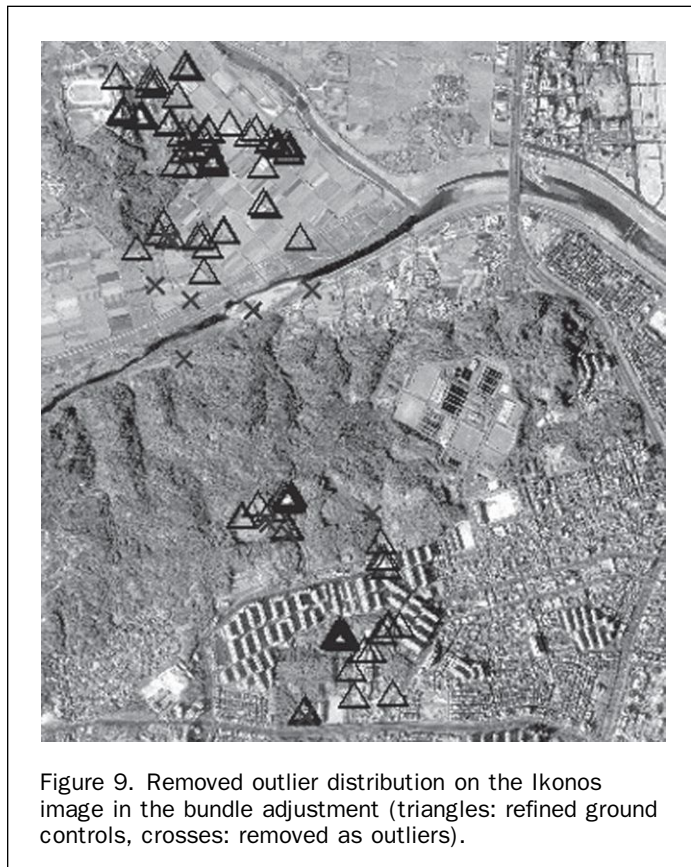 Figure 9. Removed outlier distribution on the Ikonos
image in the bundle adjustment (triangles: refined ground
controls, crosses: removed as outliers).